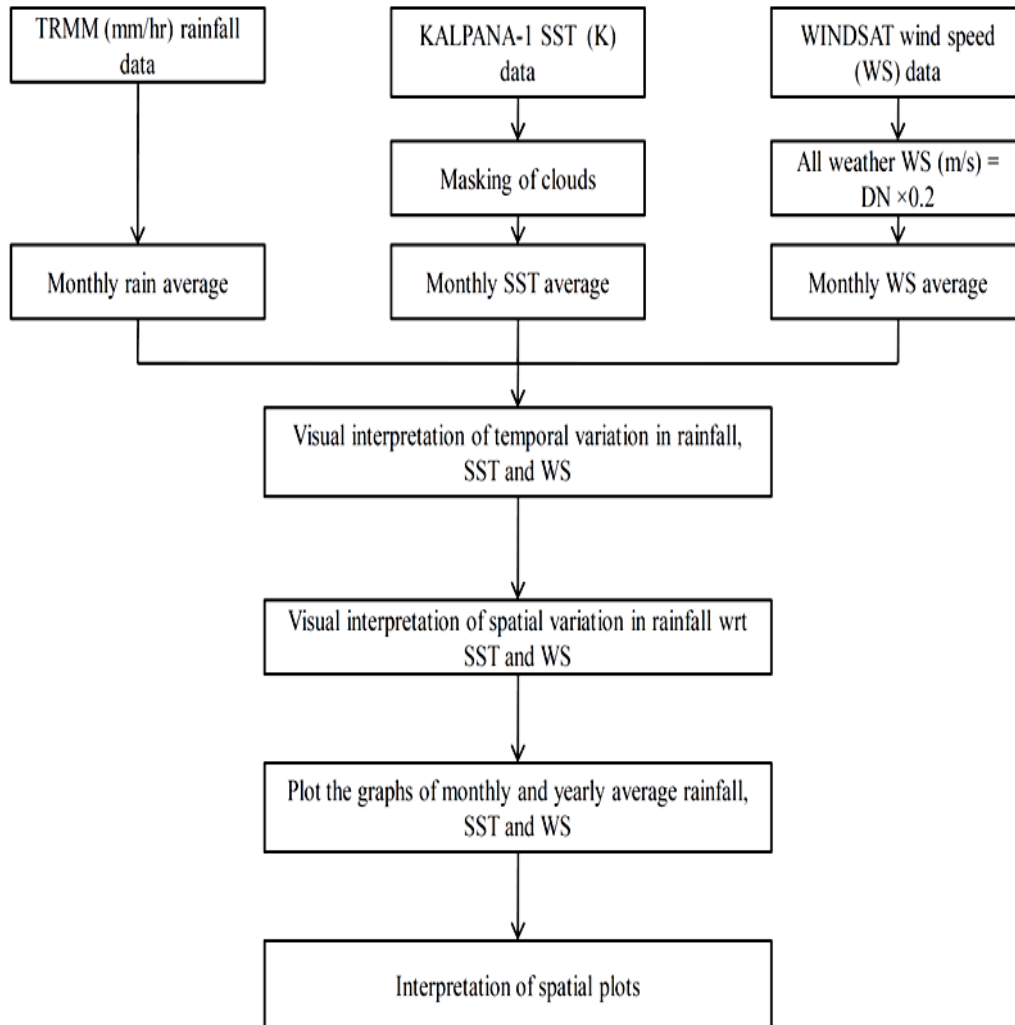 TRMM (mm/hr) rainfall
data
KALPANA-1 SST (K)
data
WINDSAT wind speed
(WS) data
Masking of clouds
All weather WS (m/s) =
DN ×0.2
Monthly rain average
Monthly SST average
Monthly WS average
Visual interpretation of temporal variation in rainfall,
SST and WS
Visual interpretation of spatial variation in rainfall wrt
SST and WS
Plot the graphs of monthly and yearly average rainfall,
SST and WS
Interpretation of spatial plots